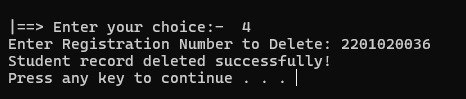 |==> Enter your choice:-  4
Enter Registration Number to Delete: 2201020036
Student record deleted successfully!
Press any key to continue . . .